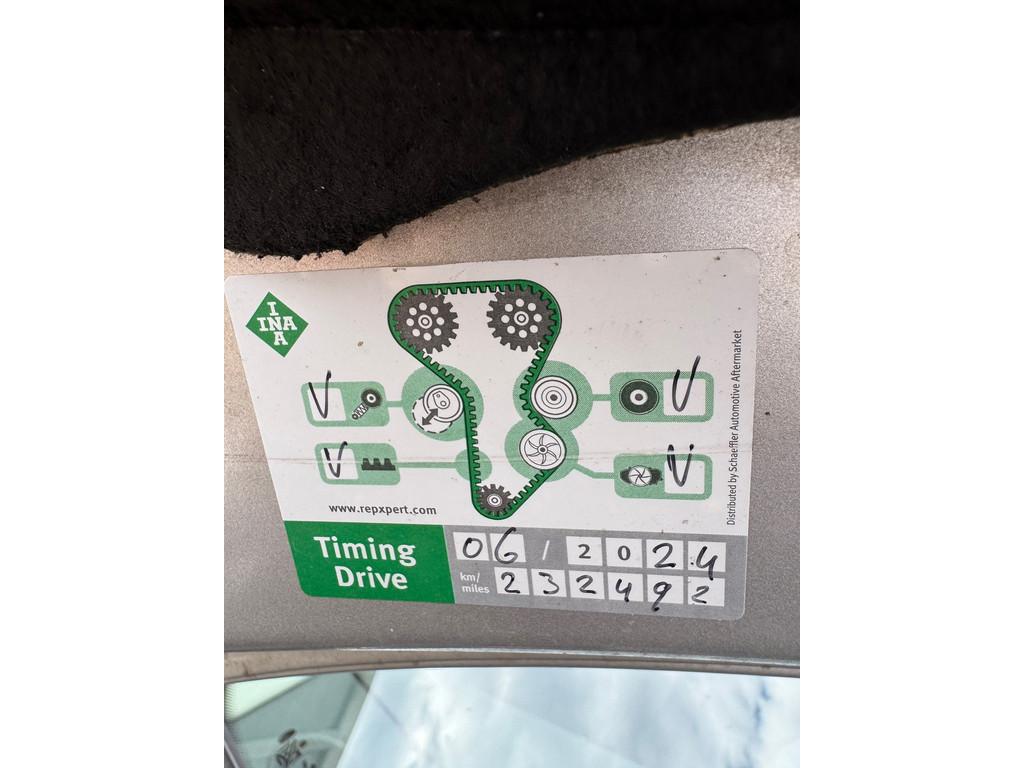 I
INA
A
V
V
V
V
www.repxpert.com
Distributed by Schaeffler Automotive Aftermarket
Timing
Drive
06 / 2024
km/
miles
232492